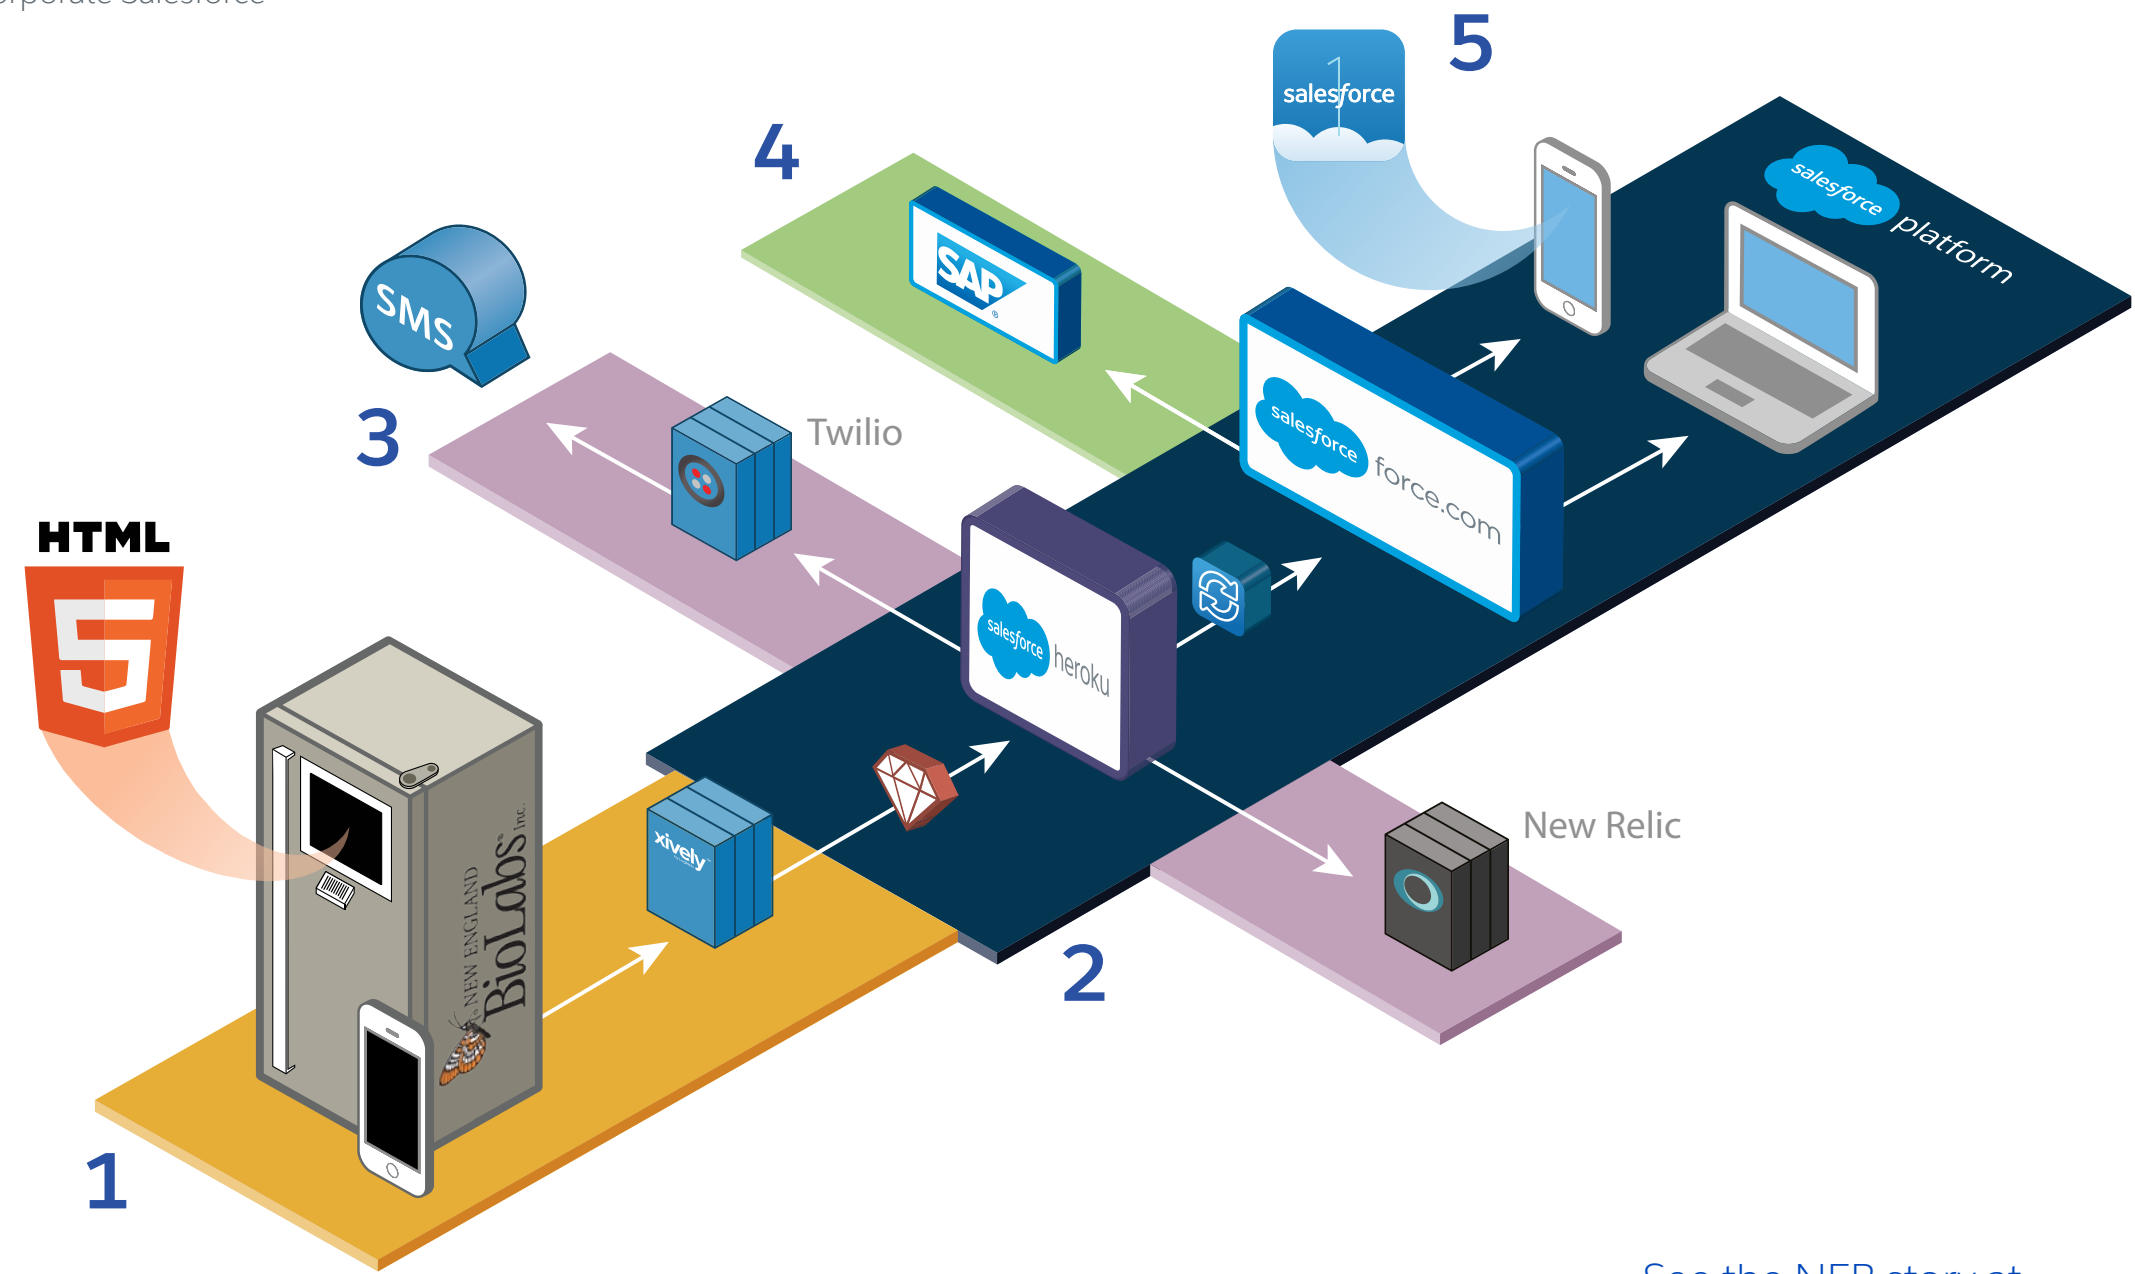 5
salesforce
1
4
salesforce
platform
SAP
®
SMS
3
Twilio
salesforce
force.com
HTML
5
salesforce
heroku
xively
New Relic
NEW ENGLAND
BioLabs® Inc.
2
1